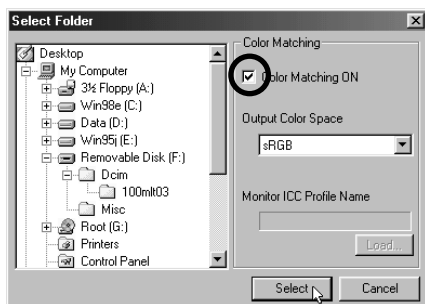 Select Folder
Desktop
My Computer
3½ Floppy (A:)
Win98e (C:)
Data (D:)
Win95j (E:)
Removable Disk (F:)
Dcim
100mlt03
Misc
Root (G:)
Printers
Control Panel
Color Matching
Color Matching ON
Output Color Space
sRGB
Monitor ICC Profile Name
Load...
Select
Cancel